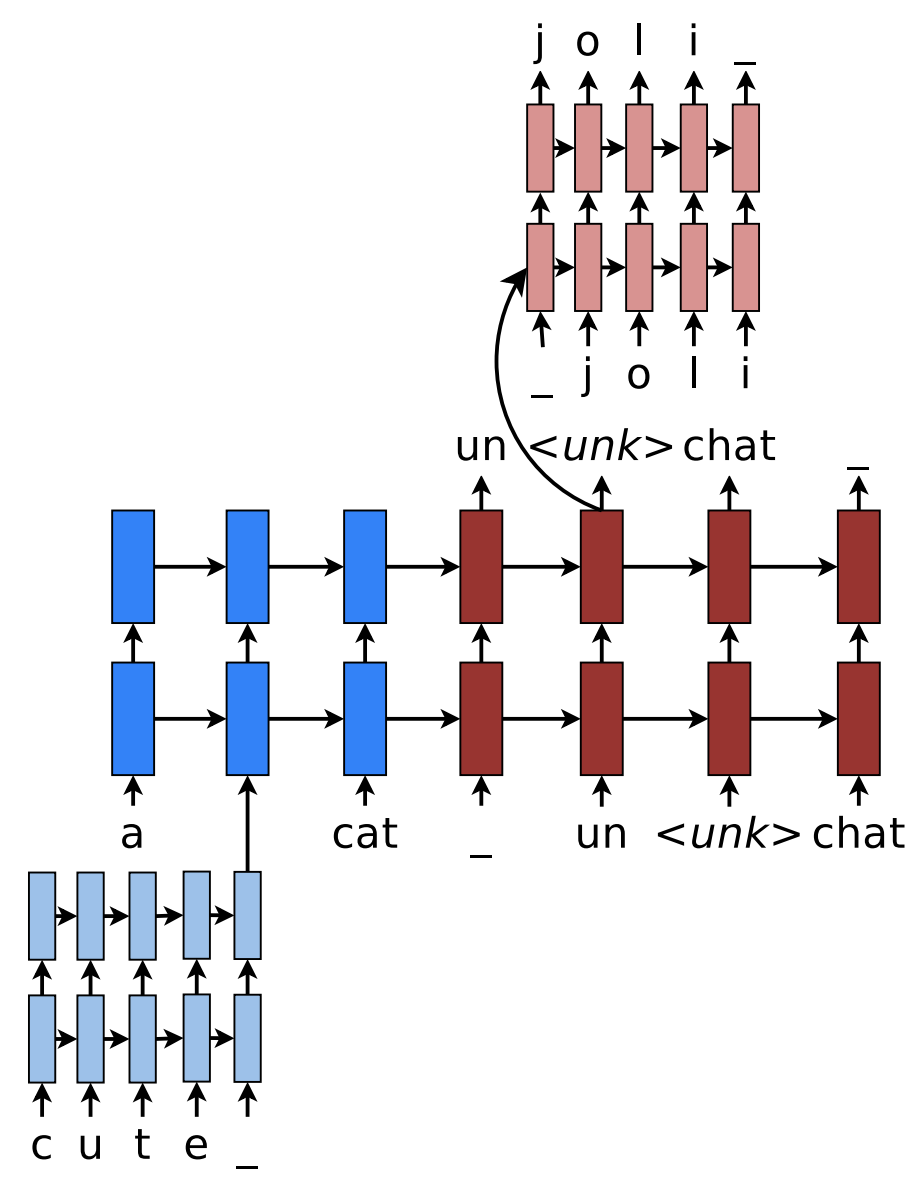 j o l i _
_ j o l i
un <unk> chat _
a cat _ un <unk> chat
c u t e _